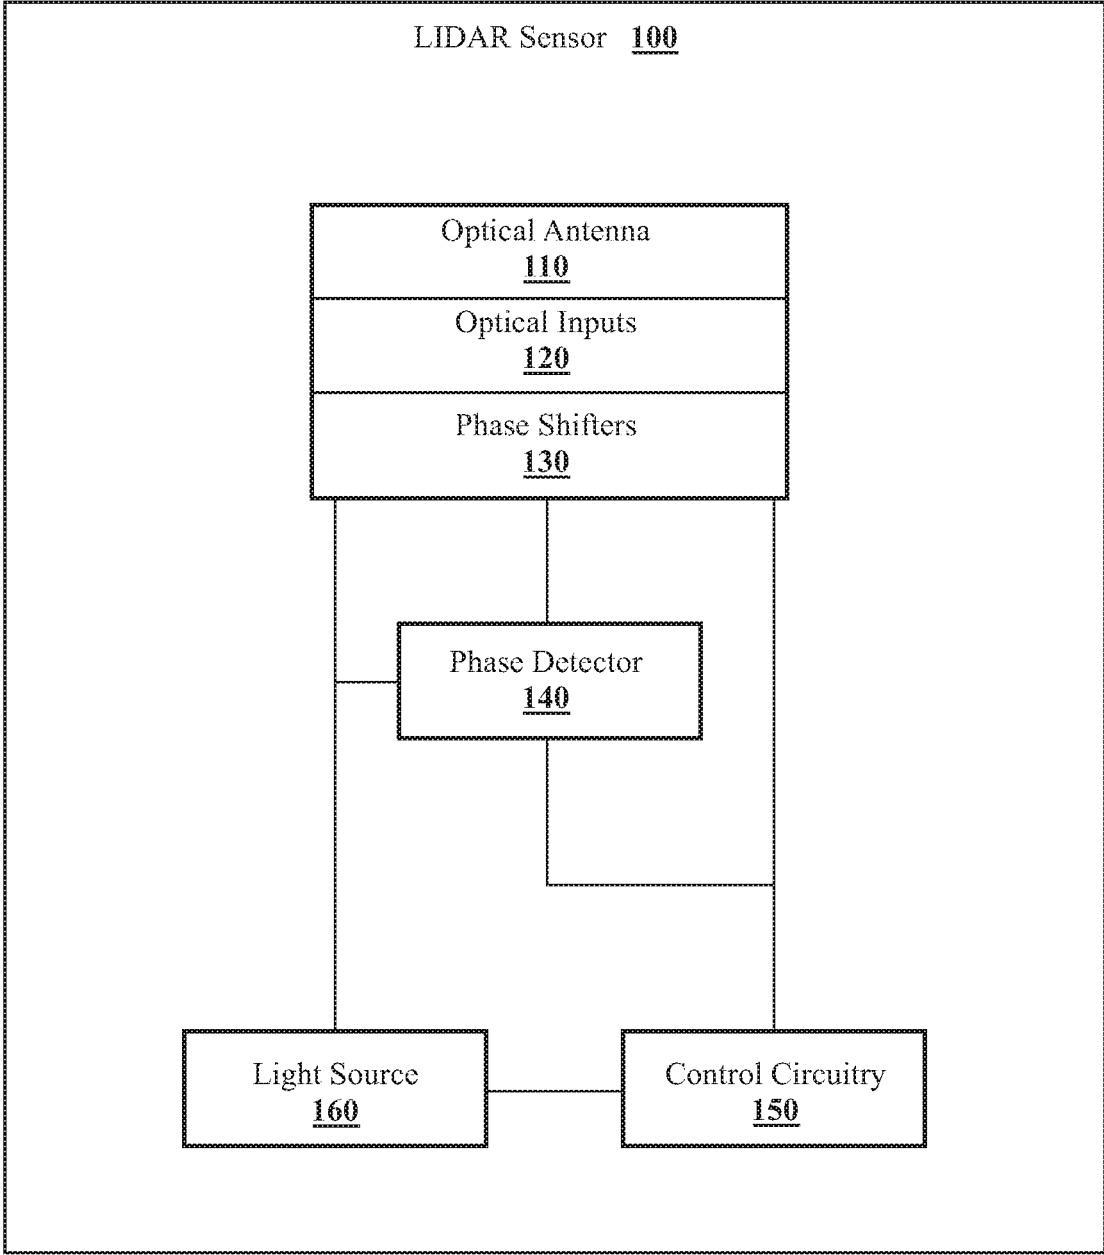 LIDAR Sensor 100
Optical Antenna
110
Optical Inputs
120
Phase Shifters
130
Phase Detector
140
Light Source
160
Control Circuitry
150